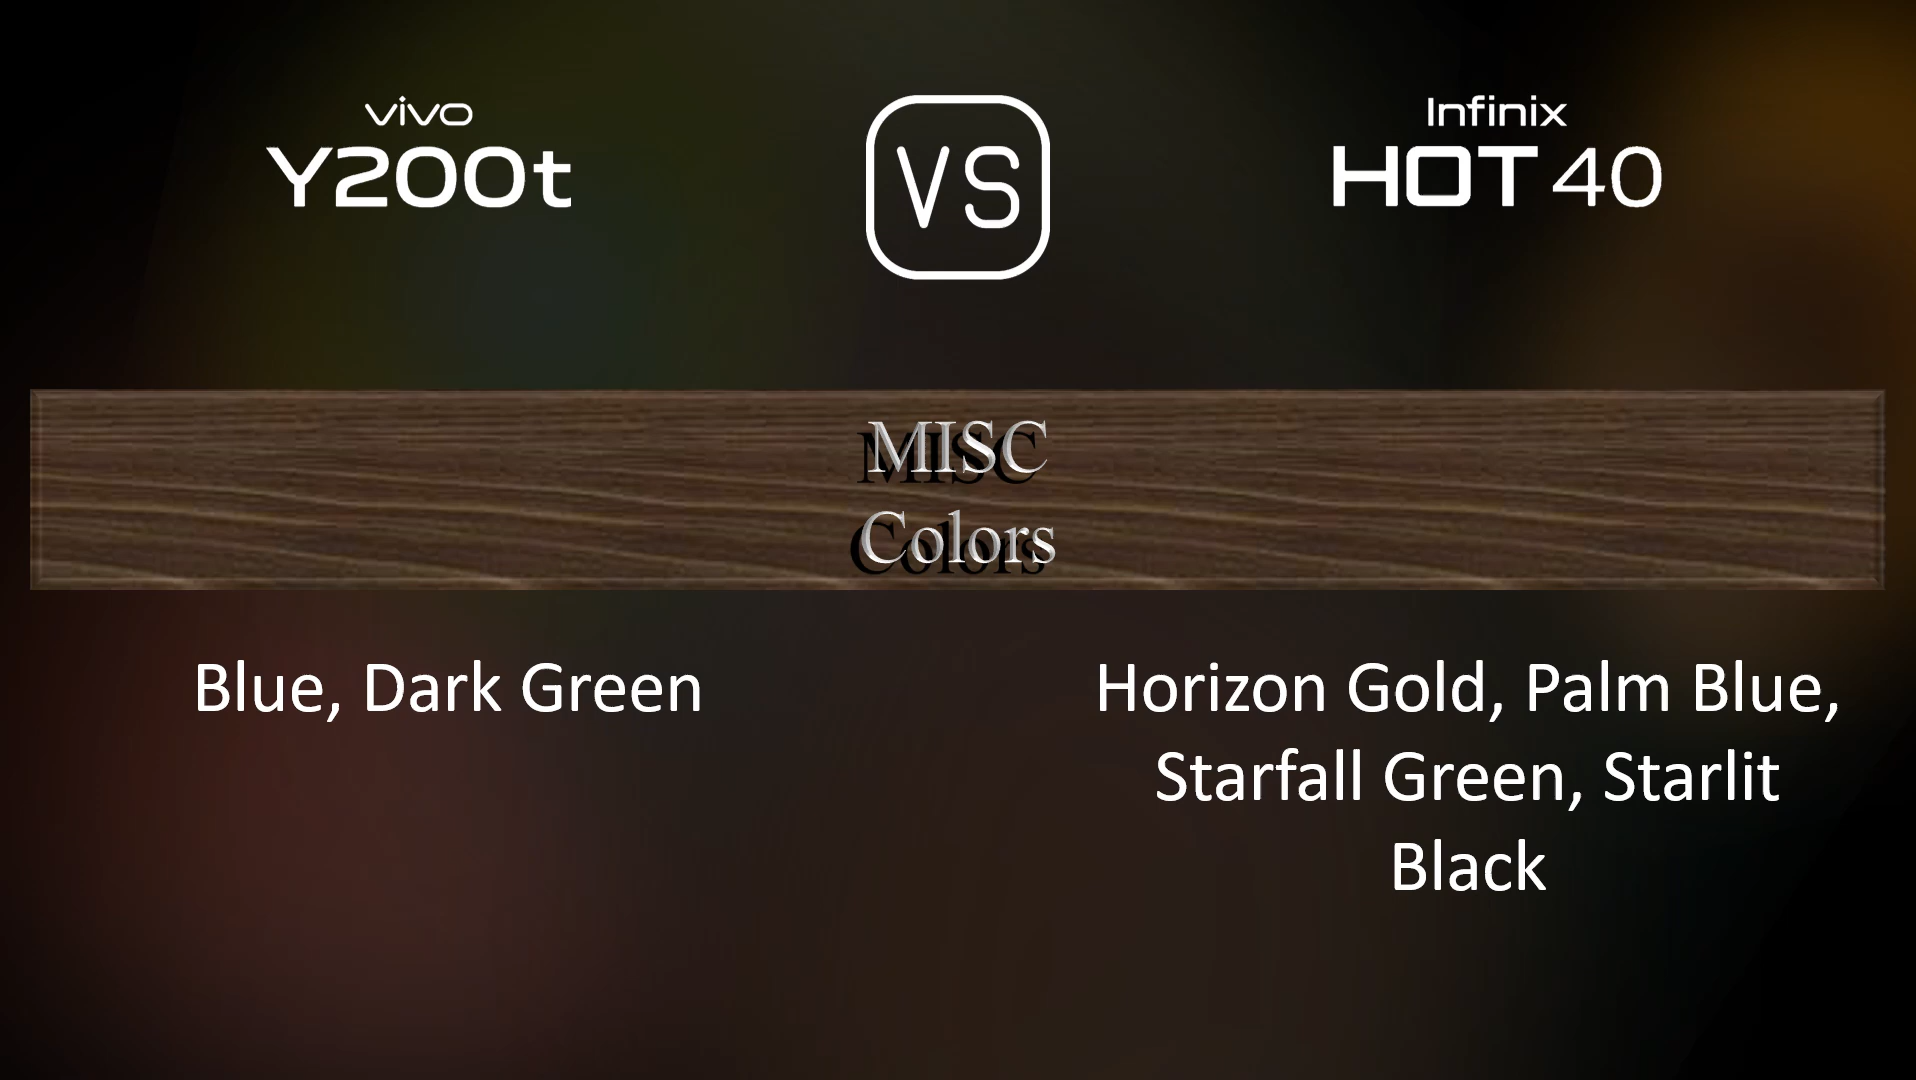 vivo
Y200t
VS
Infinix
HOT 40
MISC
Colors
Blue, Dark Green
Horizon Gold, Palm Blue,
Starfall Green, Starlit
Black